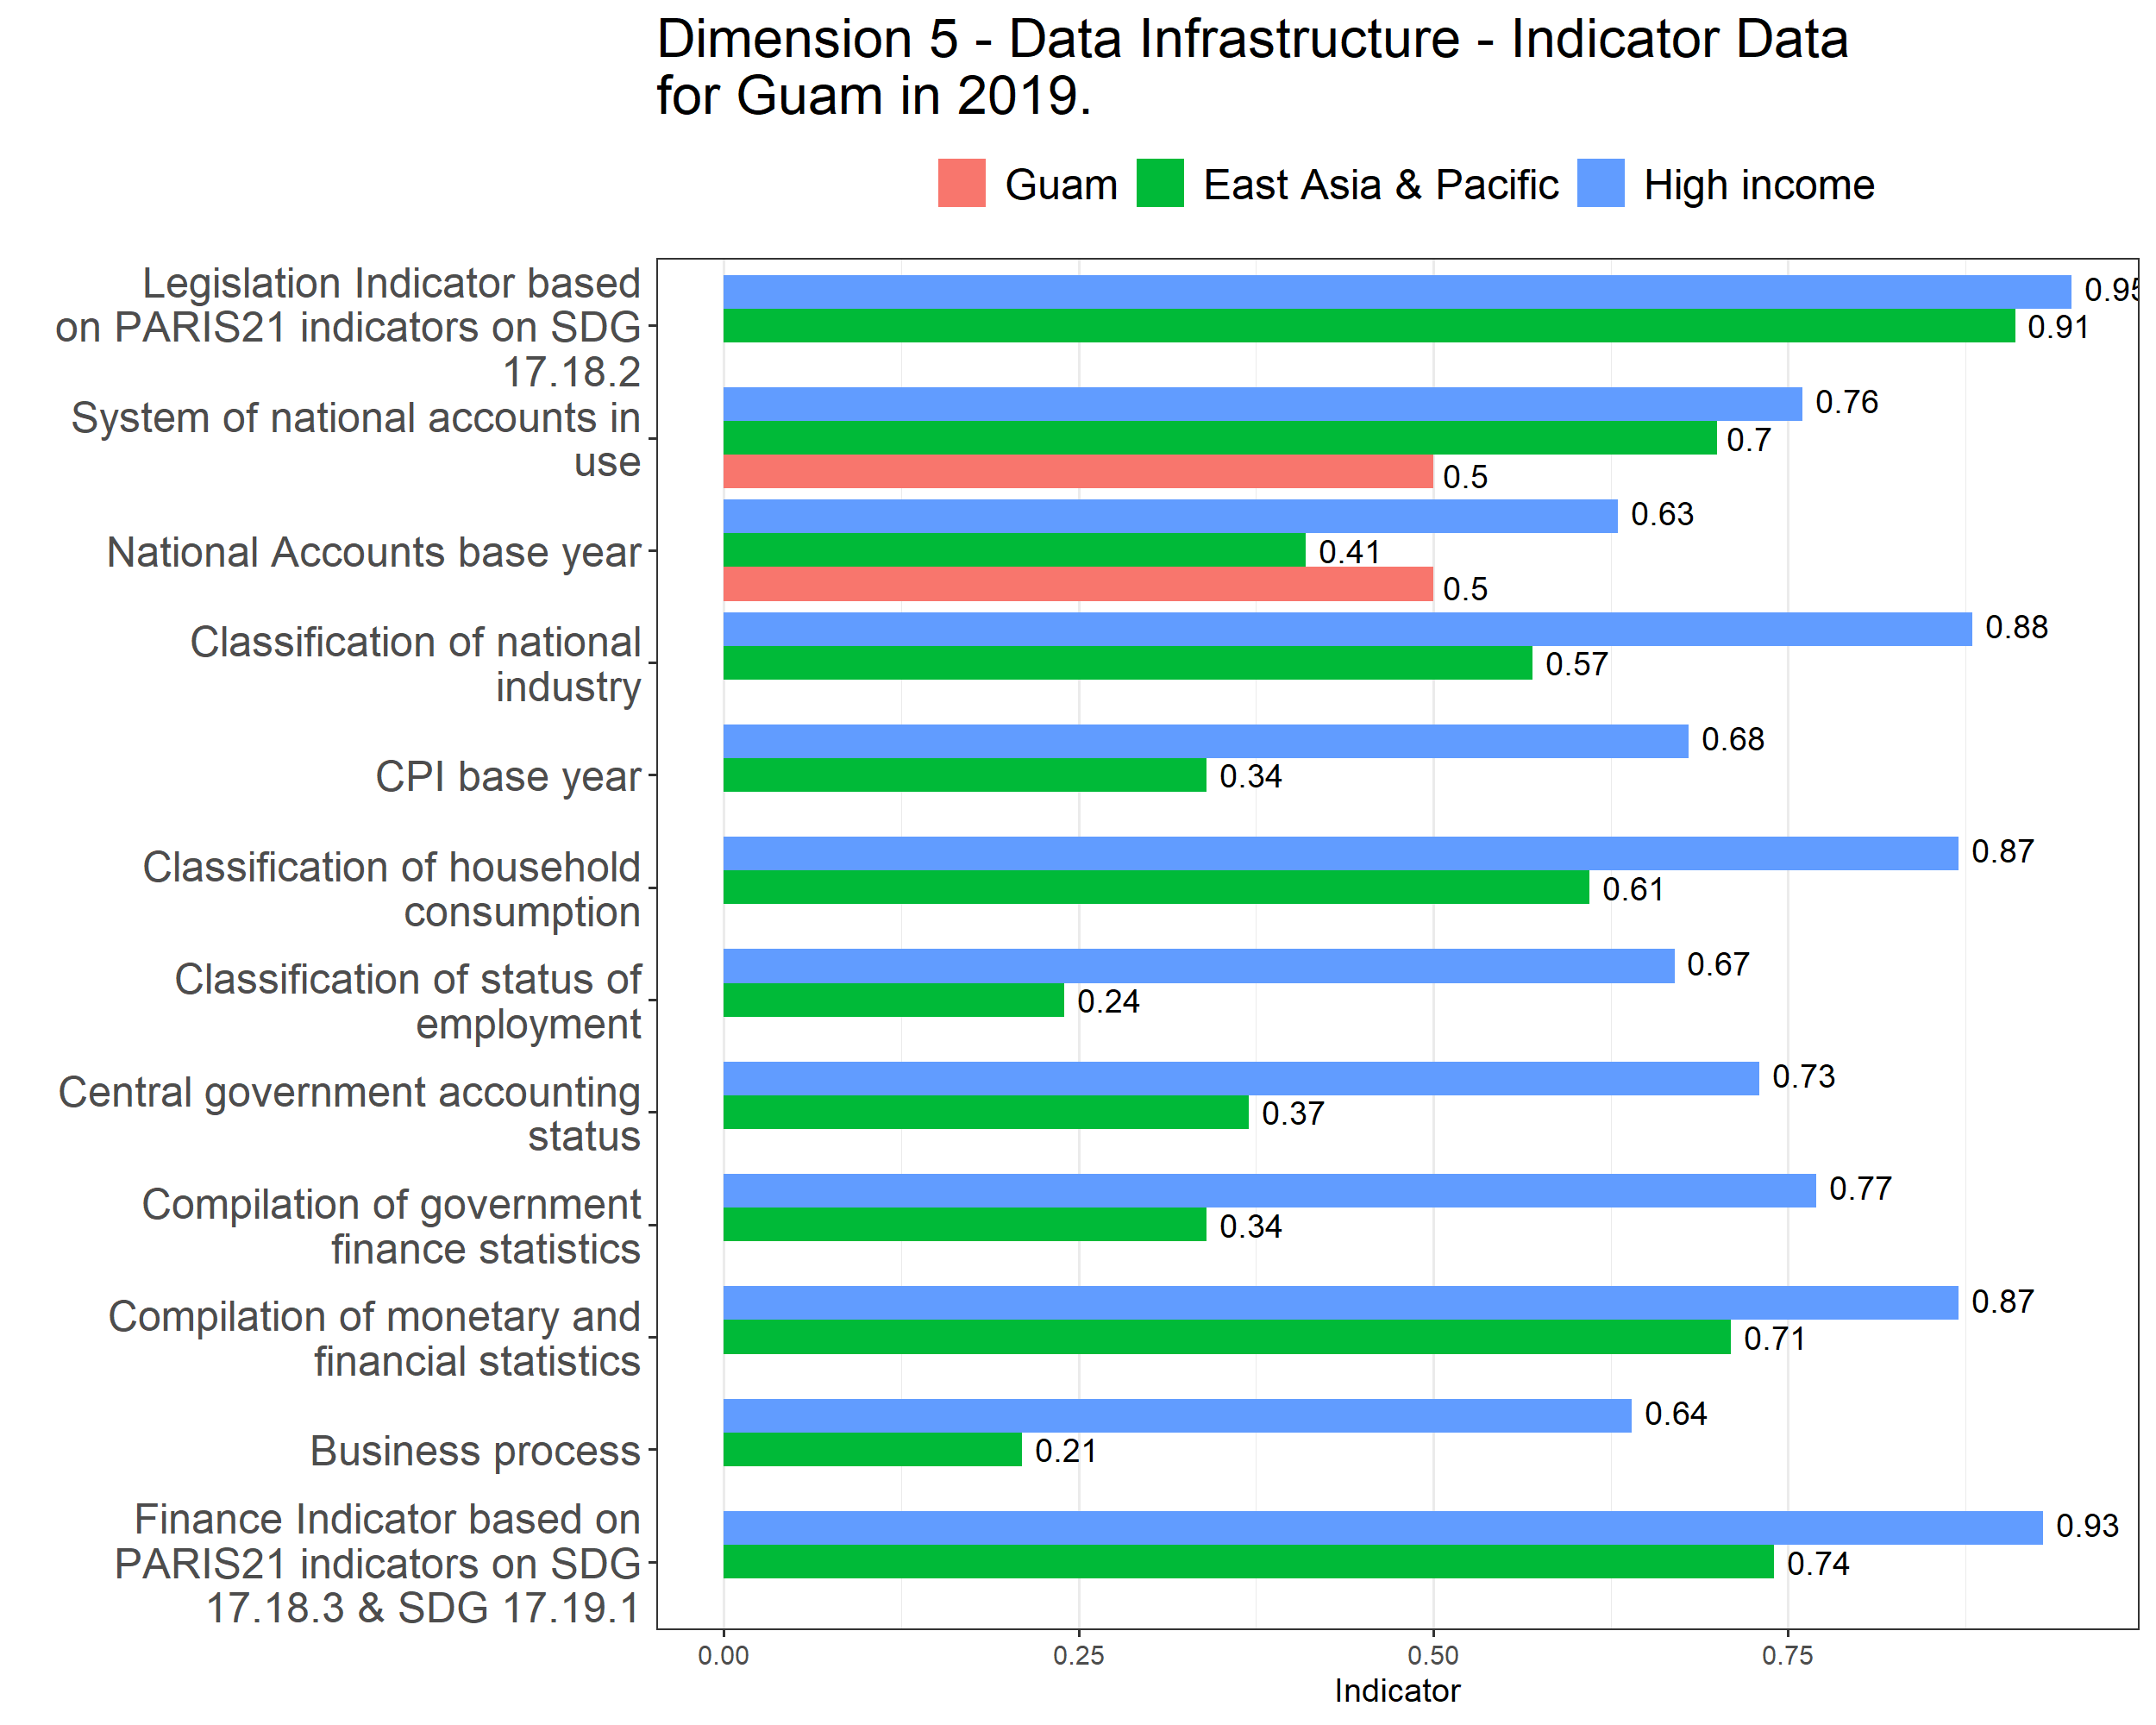 Dimension 5 - Data Infrastructure - Indicator Data
for Guam in 2019.
Guam East Asia & Pacific High income
Legislation Indicator based
on PARIS21 indicators on SDG
17.18.2
0.95
0.91
System of national accounts in
use
0.76
0.7
0.5
National Accounts base year
0.63
0.41
0.5
Classification of national
industry
0.88
0.57
CPI base year
0.68
0.34
Classification of household
consumption
0.87
0.61
Classification of status of
employment
0.67
0.24
Central government accounting
status
0.73
0.37
Compilation of government
finance statistics
0.77
0.34
Compilation of monetary and
financial statistics
0.87
0.71
Business process
0.64
0.21
Finance Indicator based on
PARIS21 indicators on SDG
17.18.3 & SDG 17.19.1
0.93
0.74
0.00 0.25 0.50 0.75
Indicator